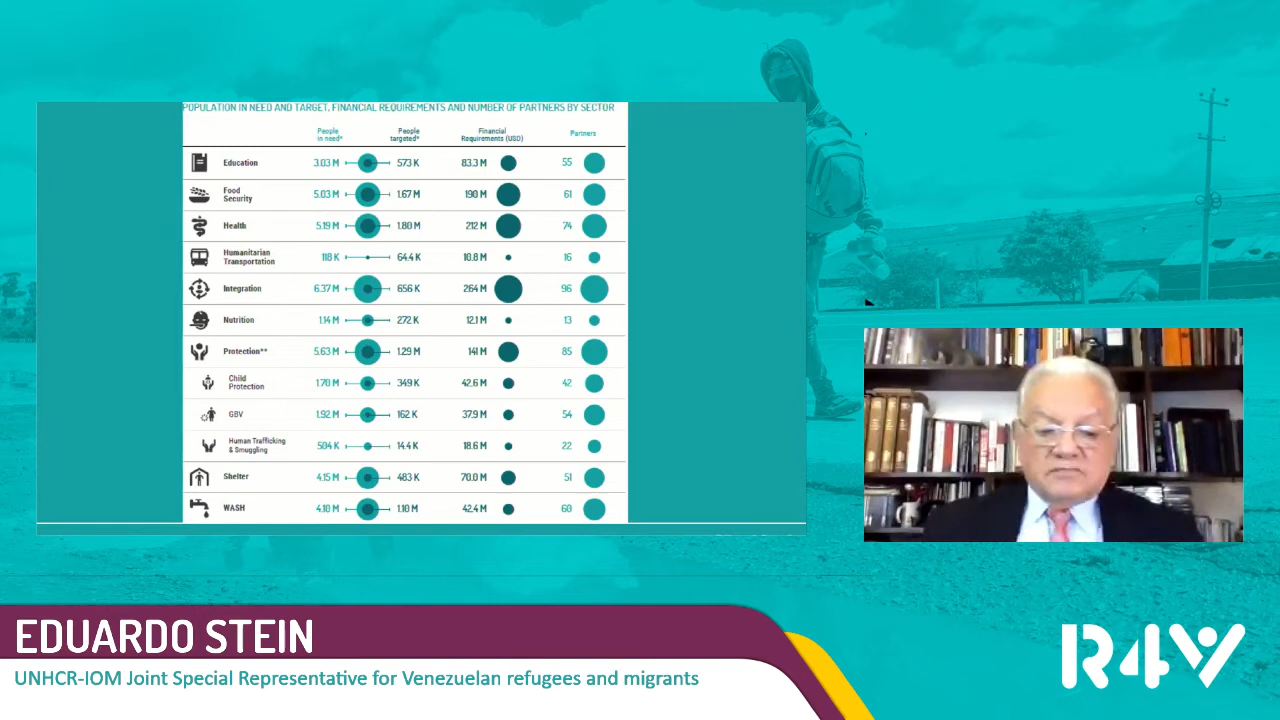 POPULATION IN NEED AND TARGET, FINANCIAL REQUIREMENTS AND NUMBER OF PARTNERS BY SECTOR
People in need* People targeted* Financial Requirements (USD) Partners
Education 3.03 M 573 K 83.3 M 55
Food Security 5.03 M 1.67 M 190 M 61
Health 5.19 M 1.80 M 212 M 74
Humanitarian Transportation 118 K 64.4 K 10.8 M 16
Integration 6.37 M 656 K 264 M 96
Nutrition 1.14 M 272 K 12.1 M 13
Protection** 5.63 M 1.29 M 141 M 85
Child Protection 1.70 M 349 K 42.6 M 42
GBV 1.92 M 162 K 37.9 M 54
Human Trafficking & Smuggling 504 K 14.4 K 18.6 M 22
Shelter 4.15 M 483 K 70.0 M 51
WASH 4.10 M 1.10 M 42.4 M 60
EDUARDO STEIN
UNHCR-IOM Joint Special Representative for Venezuelan refugees and migrants
R4V